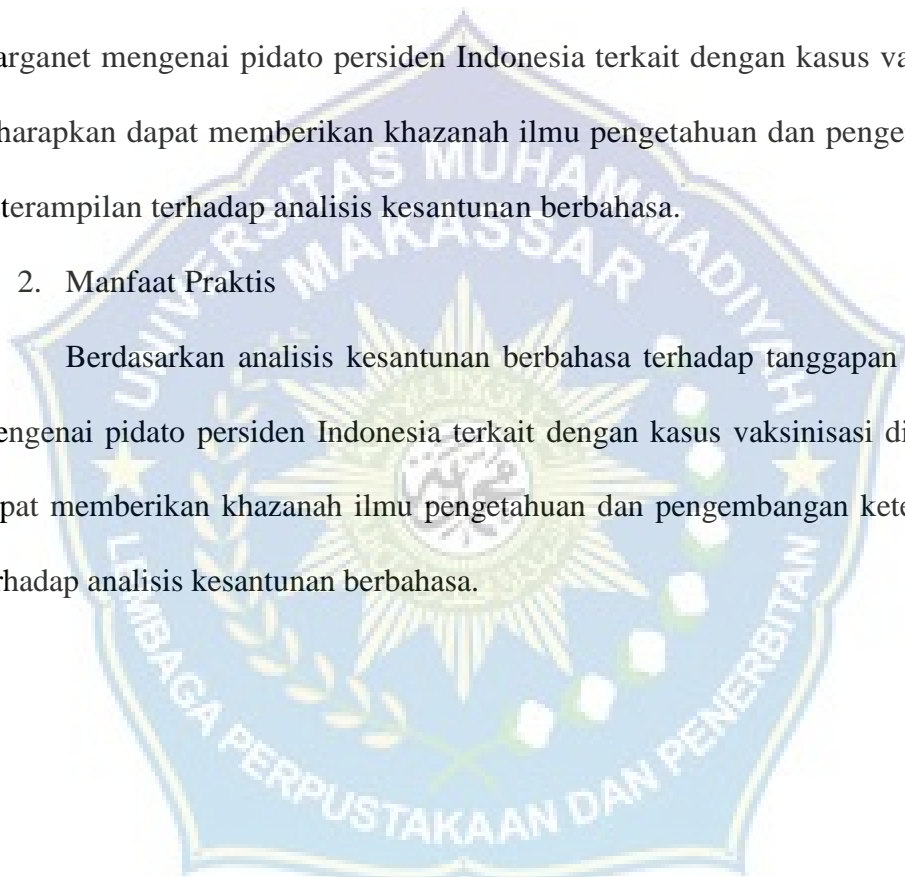 arganet mengenai pidato persiden Indonesia terkait dengan kasus va
harapkan dapat memberikan khazanah ilmu pengetahuan dan penge
terampilan terhadap analisis kesantunan berbahasa.
2. Manfaat Praktis
Berdasarkan analisis kesantunan berbahasa terhadap tanggapan
engenai pidato persiden Indonesia terkait dengan kasus vaksinisasi di
pat memberikan khazanah ilmu pengetahuan dan pengembangan kete
rhadap analisis kesantunan berbahasa.
UNIVERSITAS MUHAMMADIYAH
MAKASSAR
LEMBAGA PERPUSTAKAAN DAN PENERBITAN